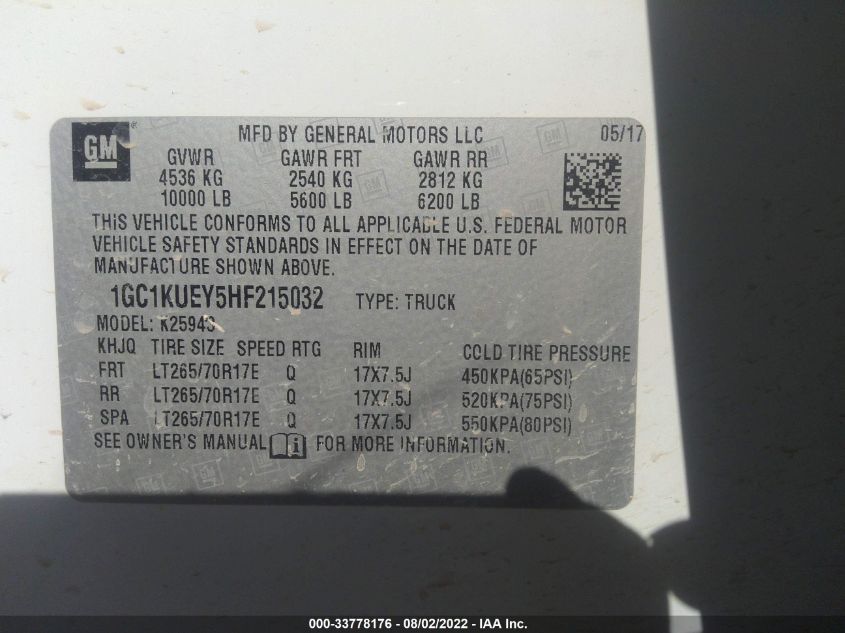 GM
MFD BY GENERAL MOTORS LLC 05/17
GVWR GAWR FRT GAWR RR
4536 KG 2540 KG 2812 KG
10000 LB 5600 LB 6200 LB
THIS VEHICLE CONFORMS TO ALL APPLICABLE U.S. FEDERAL MOTOR
VEHICLE SAFETY STANDARDS IN EFFECT ON THE DATE OF
MANUFACTURE SHOWN ABOVE.
1GC1KUEY5HF215032 TYPE: TRUCK
MODEL: K25943
KHJQ TIRE SIZE SPEED RTG RIM COLD TIRE PRESSURE
FRT LT265/70R17E Q 17X7.5J 450KPA(65PSI)
RR LT265/70R17E Q 17X7.5J 520KPA(75PSI)
SPA LT265/70R17E Q 17X7.5J 550KPA(80PSI)
SEE OWNER'S MANUAL i FOR MORE INFORMATION.
000-33778176 - 08/02/2022 - IAA Inc.